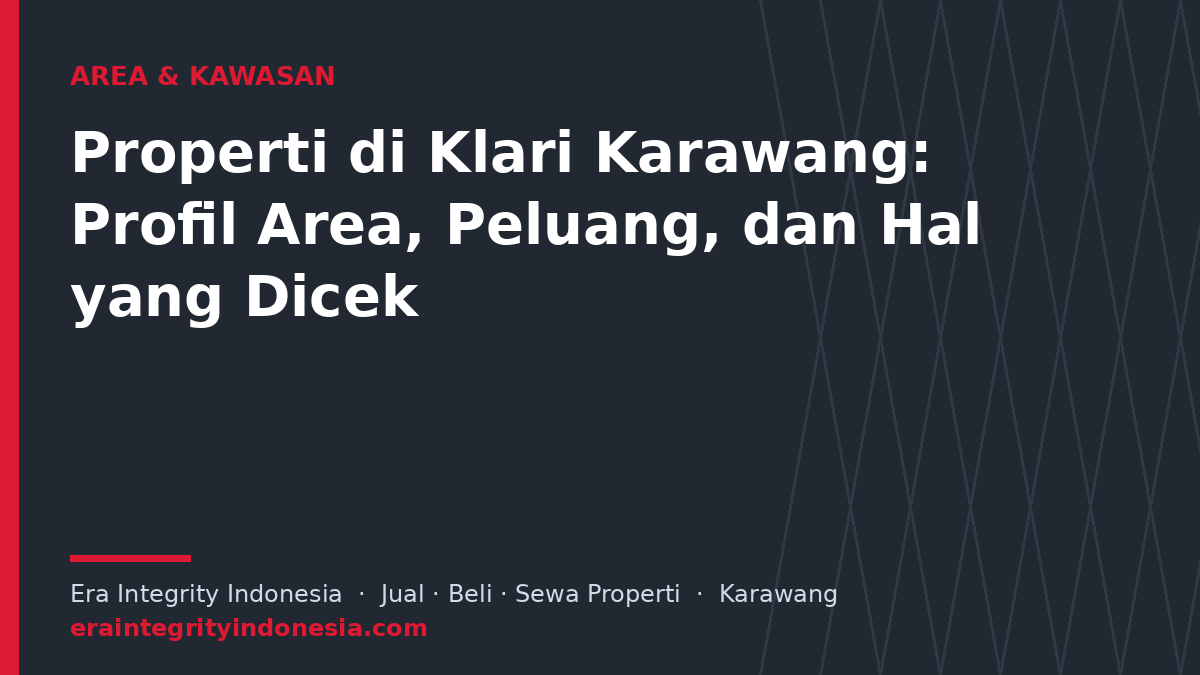 AREA & KAWASAN
Properti di Klari Karawang:
Profil Area, Peluang, dan Hal
yang Dicek
Era Integrity Indonesia · Jual · Beli · Sewa Properti · Karawang
eraintegrityindonesia.com